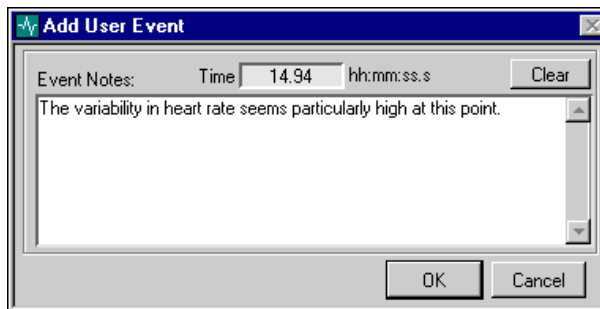 Add User Event
Event Notes: Time 14.94 hh:mm:ss.s Clear
The variability in heart rate seems particularly high at this point.
OK Cancel